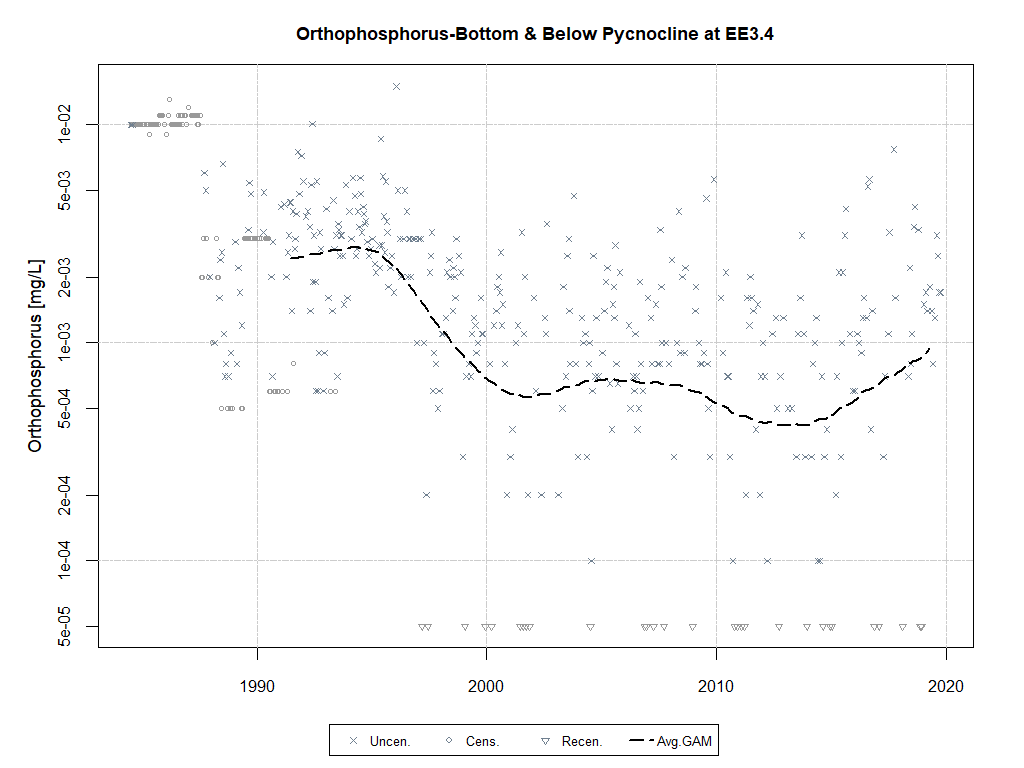 Orthophosphorus-Bottom & Below Pycnocline at EE3.4
Orthophosphorus [mg/L]
1e-02
5e-03
2e-03
1e-03
5e-04
2e-04
1e-04
5e-05
1990 2000 2010 2020
Uncen. Cens. Recen. Avg.GAM